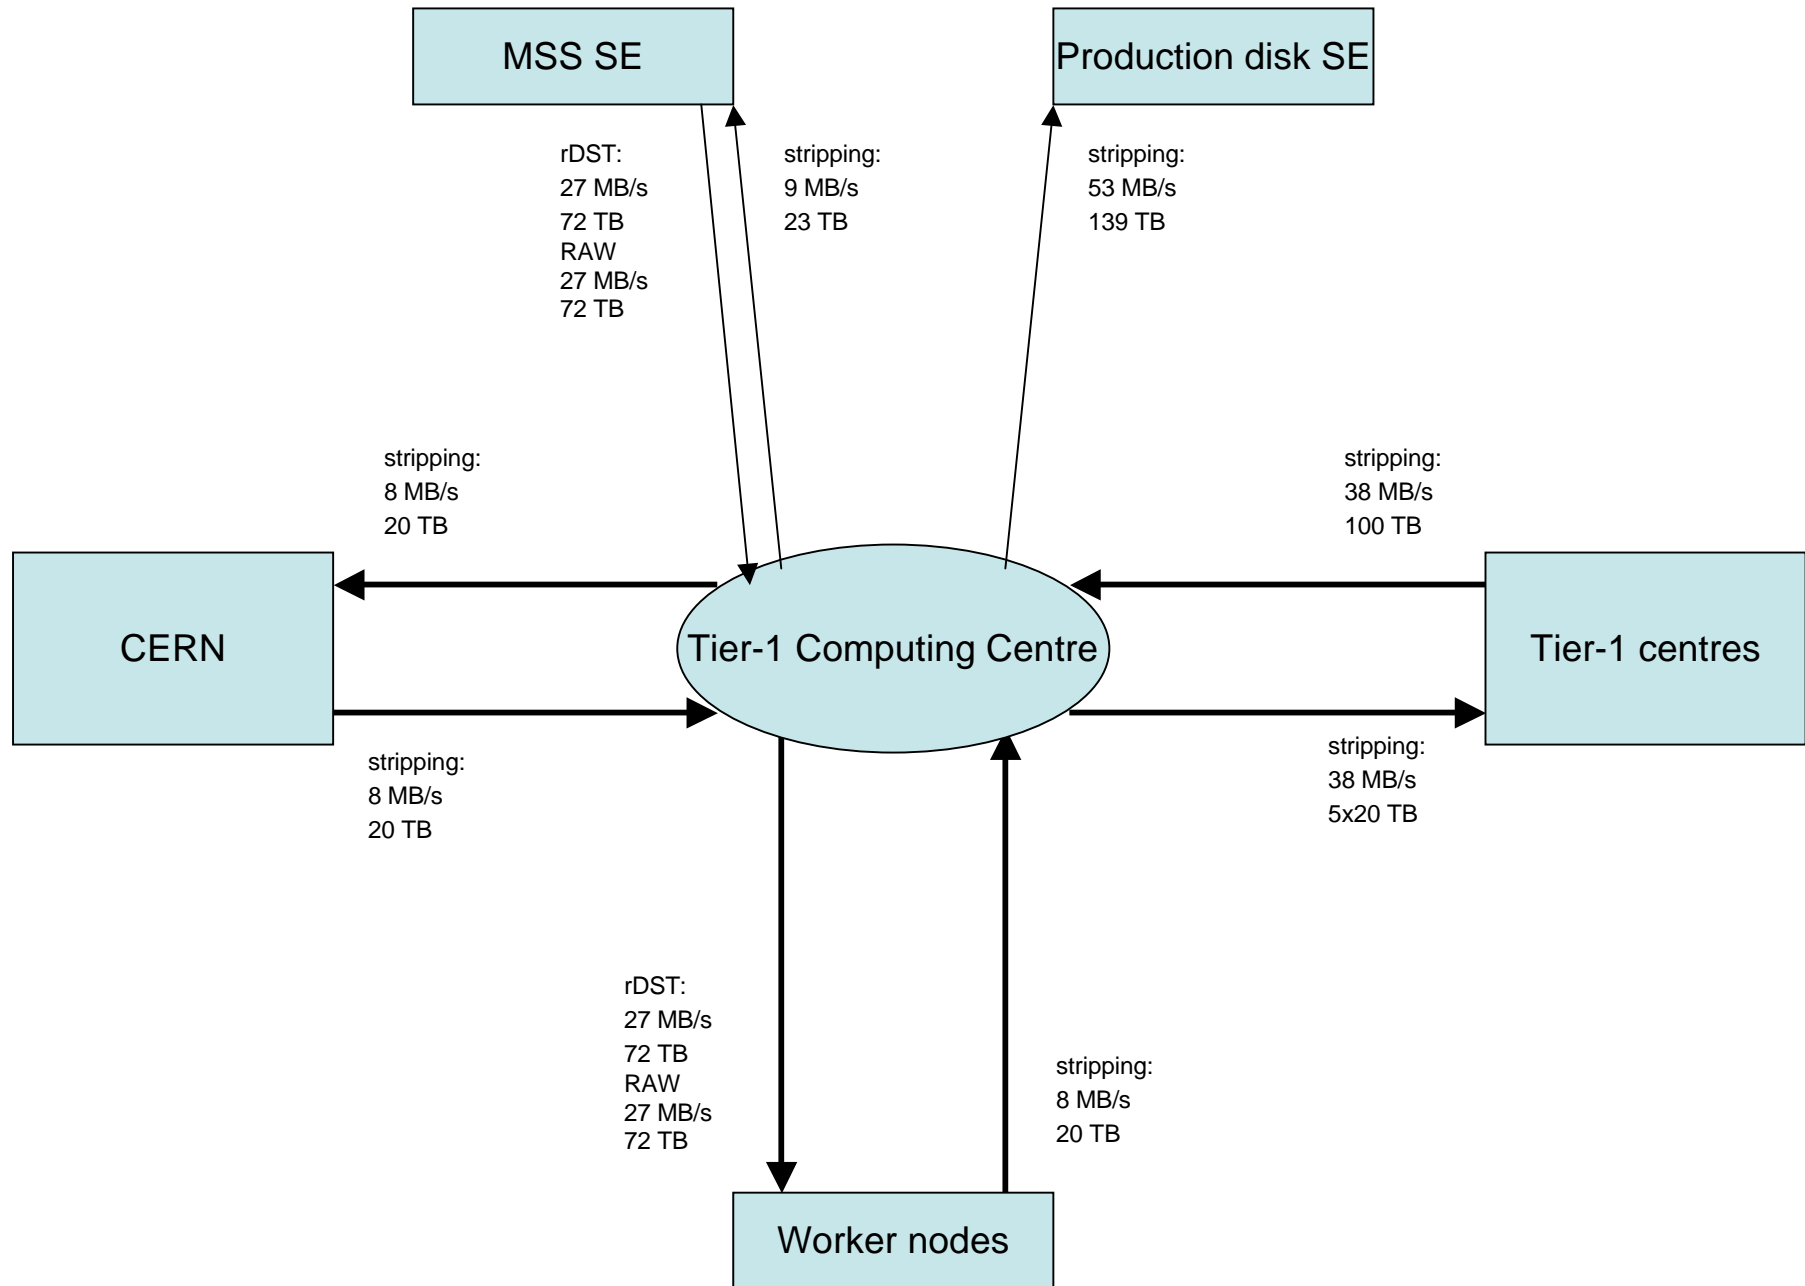 MSS SE
Production disk SE
rDST:
27 MB/s
72 TB
RAW
27 MB/s
72 TB
stripping:
9 MB/s
23 TB
stripping:
53 MB/s
139 TB
stripping:
8 MB/s
20 TB
stripping:
38 MB/s
100 TB
CERN
Tier-1 Computing Centre
Tier-1 centres
stripping:
8 MB/s
20 TB
stripping:
38 MB/s
5x20 TB
rDST:
27 MB/s
72 TB
RAW
27 MB/s
72 TB
stripping:
8 MB/s
20 TB
Worker nodes